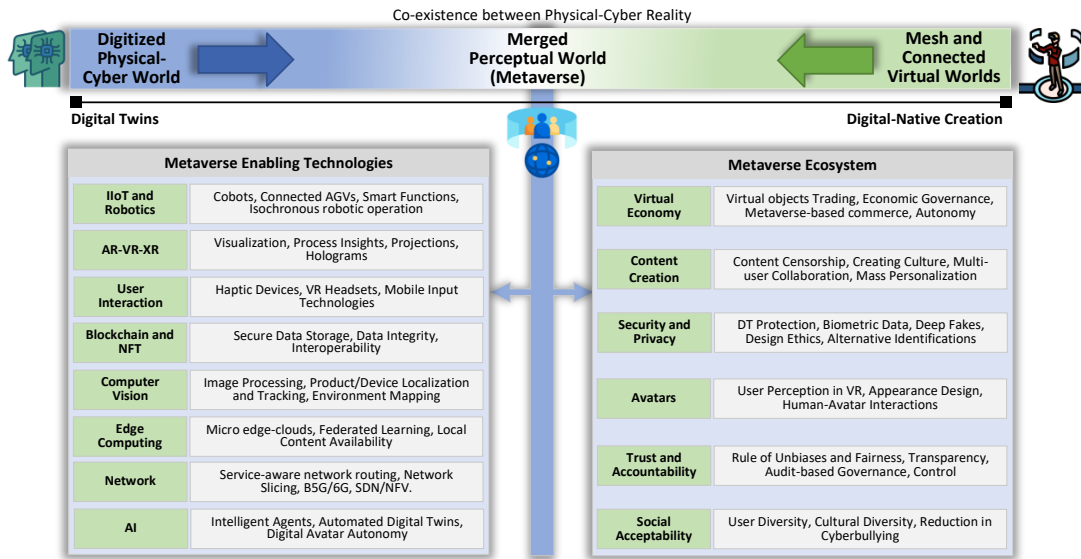 Co-existence between Physical-Cyber Reality
Digitized
Physical-
Cyber World
Merged
Perceptual World
(Metaverse)
Mesh and
Connected
Virtual Worlds
Digital Twins
Digital-Native Creation
Metaverse Enabling Technologies
IIoT and
Robotics
Cobots, Connected AGVs, Smart Functions,
Isochronous robotic operation
AR-VR-XR
Visualization, Process Insights, Projections,
Holograms
User
Interaction
Haptic Devices, VR Headsets, Mobile Input
Technologies
Blockchain and
NFT
Secure Data Storage, Data Integrity,
Interoperability
Computer
Vision
Image Processing, Product/Device Localization
and Tracking, Environment Mapping
Edge
Computing
Micro edge-clouds, Federated Learning, Local
Content Availability
Network
Service-aware network routing, Network
Slicing, B5G/6G, SDN/NFV.
AI
Intelligent Agents, Automated Digital Twins,
Digital Avatar Autonomy
Metaverse Ecosystem
Virtual
Economy
Virtual objects Trading, Economic Governance,
Metaverse-based commerce, Autonomy
Content
Creation
Content Censorship, Creating Culture, Multi-
user Collaboration, Mass Personalization
Security and
Privacy
DT Protection, Biometric Data, Deep Fakes,
Design Ethics, Alternative Identifications
Avatars
User Perception in VR, Appearance Design,
Human-Avatar Interactions
Trust and
Accountability
Rule of Unbiases and Fairness, Transparency,
Audit-based Governance, Control
Social
Acceptability
User Diversity, Cultural Diversity, Reduction in
Cyberbullying